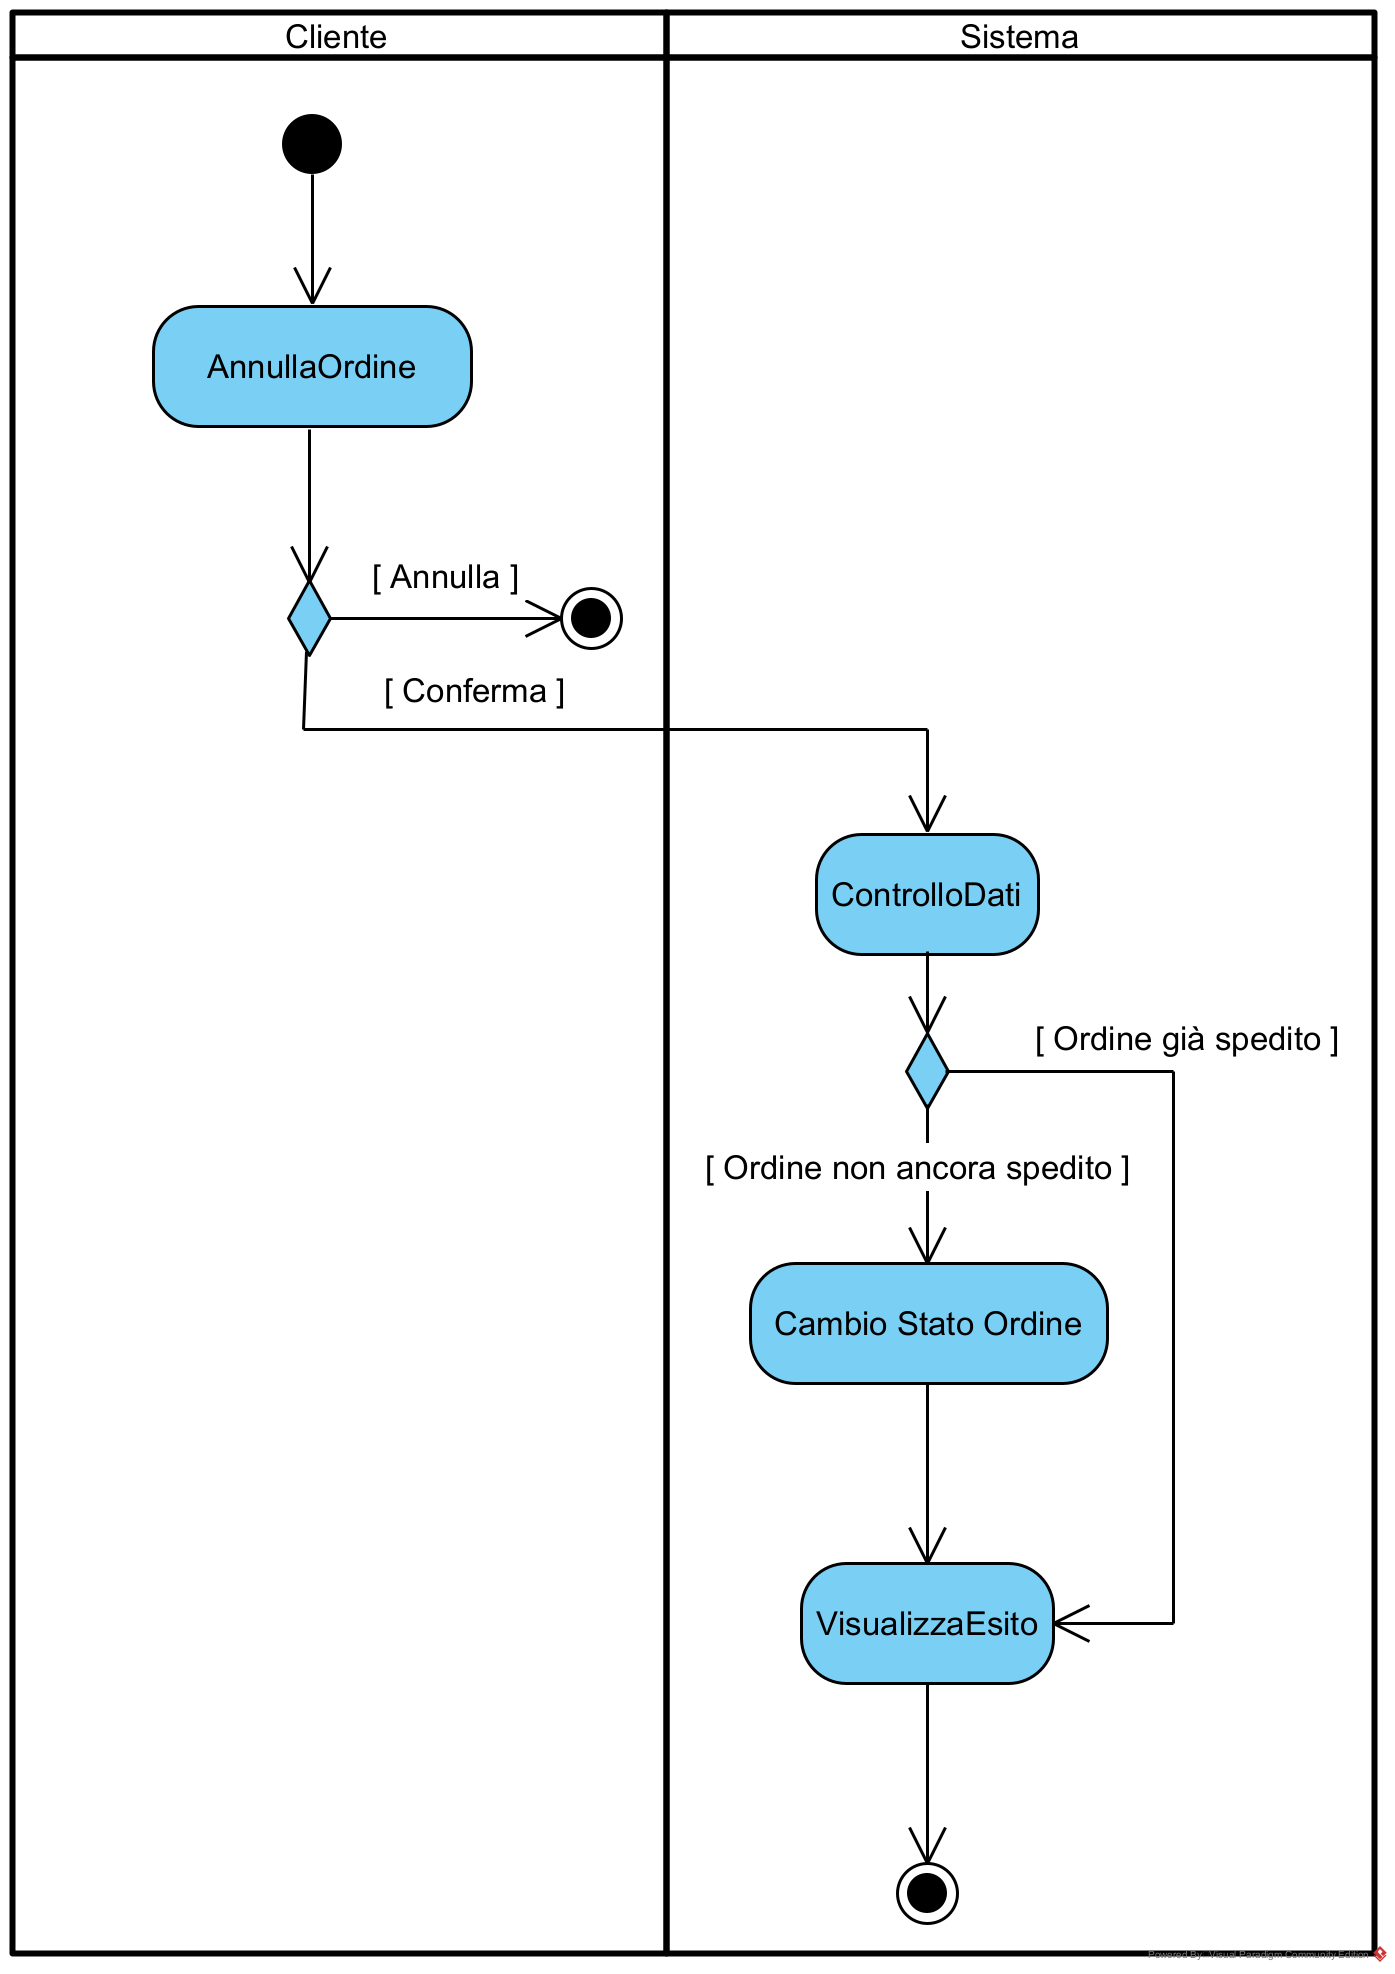 Cliente
Sistema
AnnullaOrdine
[ Annulla ]
[ Conferma ]
ControlloDati
[ Ordine già spedito ]
[ Ordine non ancora spedito ]
Cambio Stato Ordine
VisualizzaEsito
Powered By: Visual Paradigm Community Edition